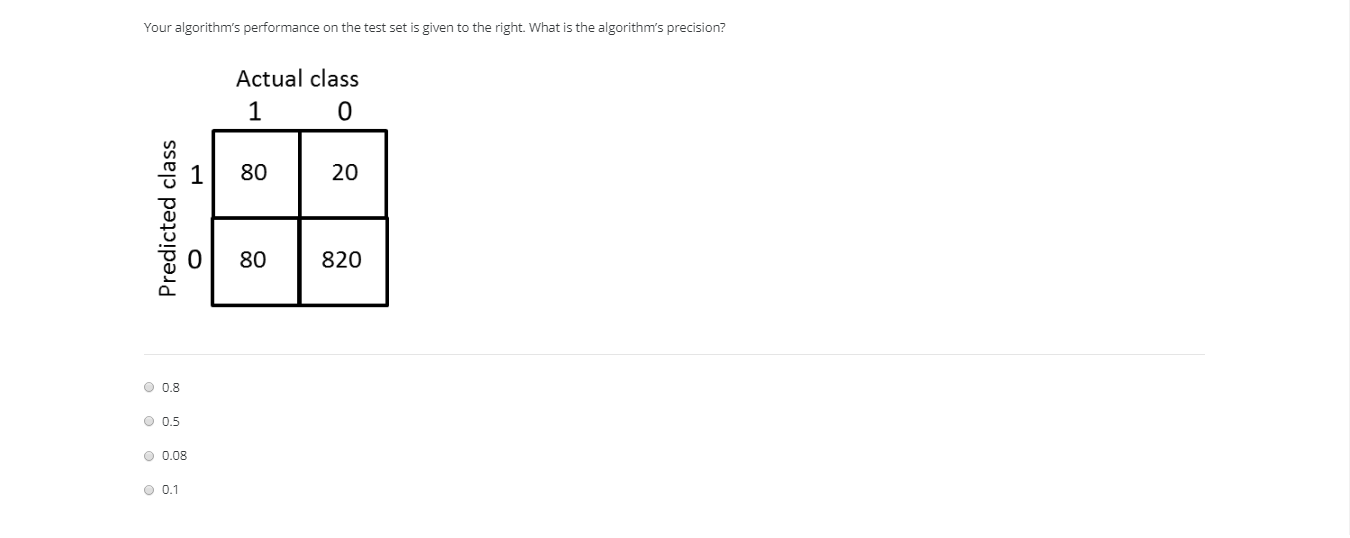 Your algorithm's performance on the test set is given to the right. What is the algorithm's precision?
Actual class
1 0
Predicted class
1 80 20
0 80 820
0.8
0.5
0.08
0.1